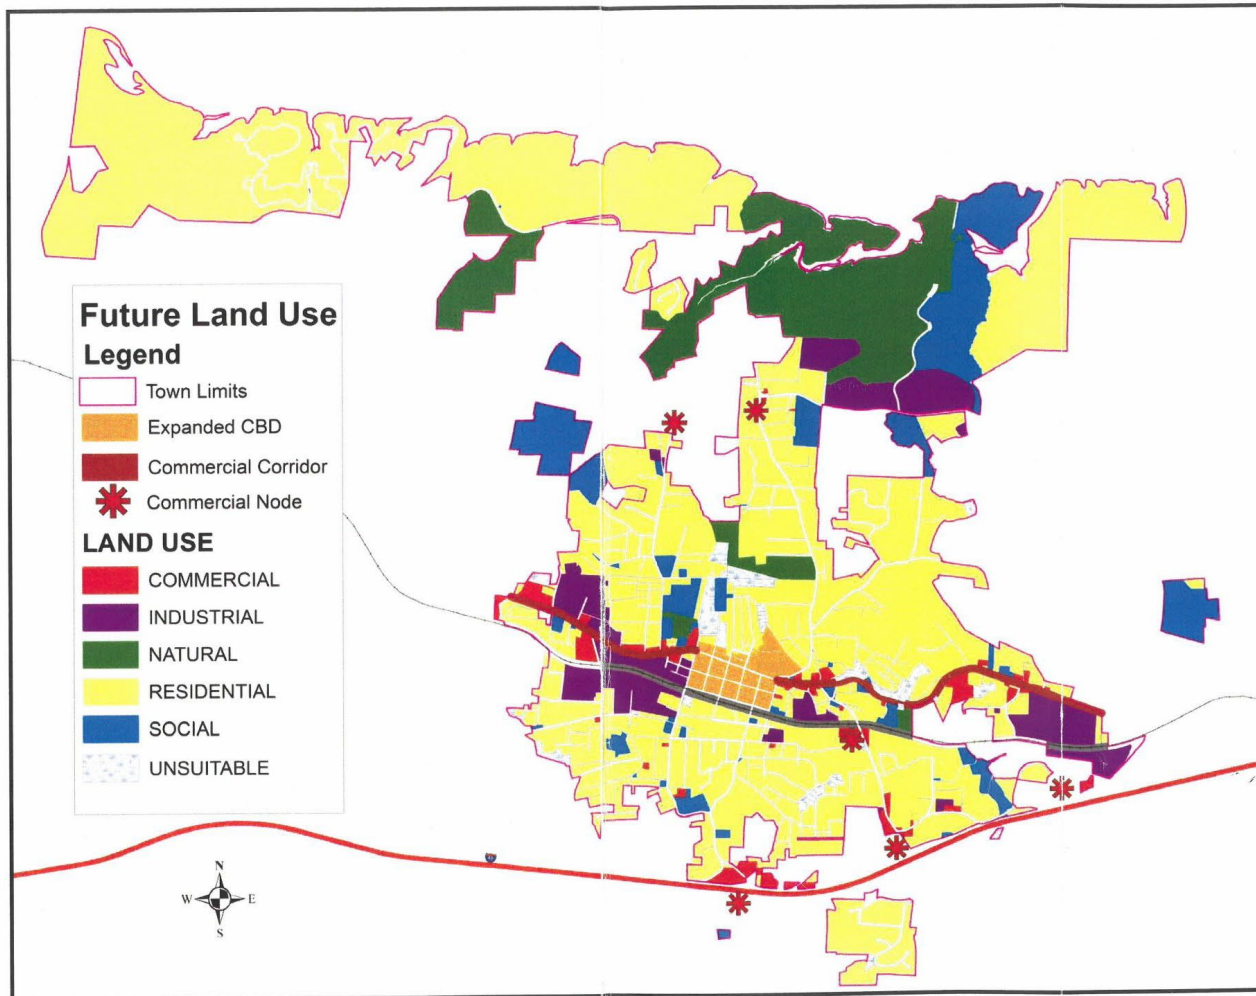 Future Land Use
Legend
Town Limits
Expanded CBD
Commercial Corridor
Commercial Node
LAND USE
COMMERCIAL
INDUSTRIAL
NATURAL
RESIDENTIAL
SOCIAL
UNSUITABLE
N
W E
S